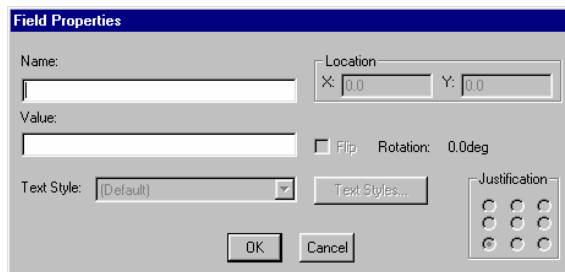 Field Properties
Name:
Location
X: 0.0 Y: 0.0
Value:
Flip Rotation: 0.0deg
Text Style: (Default) Text Styles...
Justification
OK Cancel